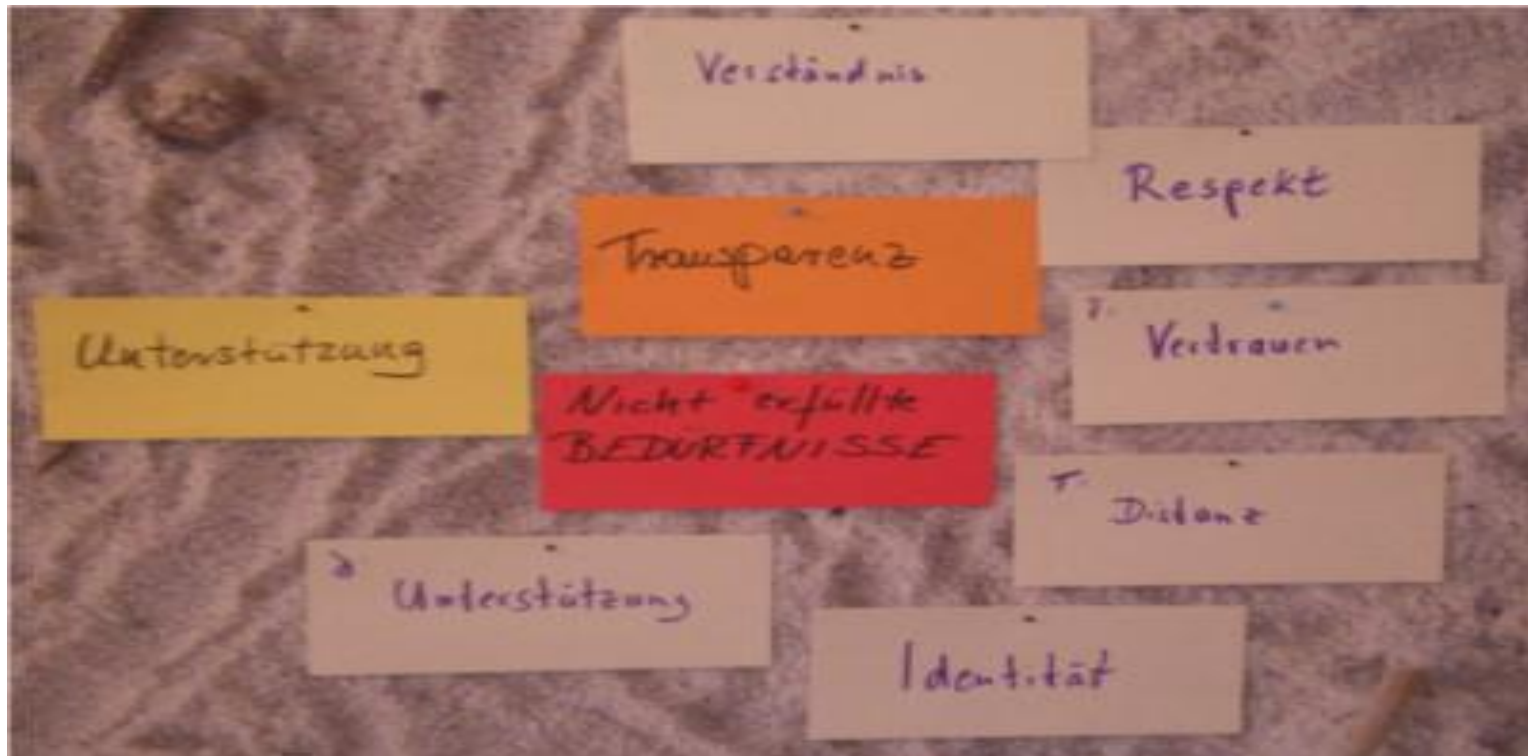 Verständnis
Respekt
Transparenz
Vertrauen
Unterstützung
Nicht erfüllte
BEDÜRFNISSE
Distanz
Unterstützung
Identität